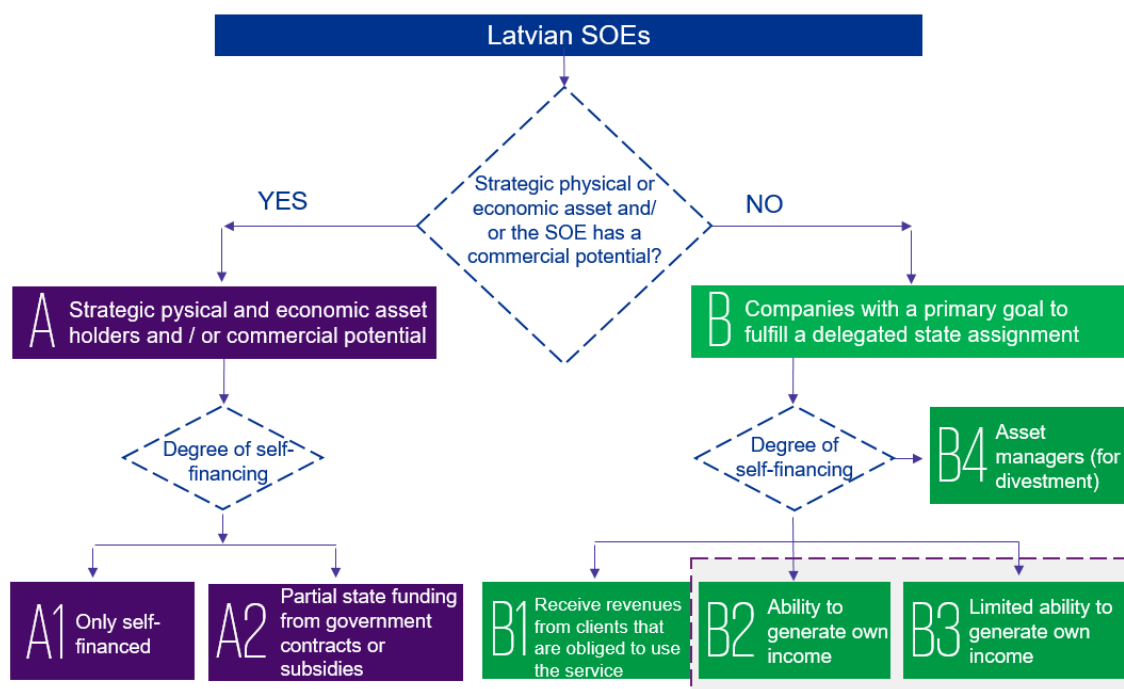 Latvian SOEs
Strategic physical or
economic asset and/
or the SOE has a
commercial potential?
YES
NO
A
Strategic pysical and economic asset
holders and / or commercial potential
B
Companies with a primary goal to
fulfill a delegated state assignment
Degree of self-
financing
Degree of
self-financing
B4
Asset
managers (for
divestment)
A1
Only self-
financed
A2
Partial state funding
from government
contracts or
subsidies
B1
Receive revenues
from clients that
are obliged to use
the service
B2
Ability to
generate own
income
B3
Limited ability to
generate own
income